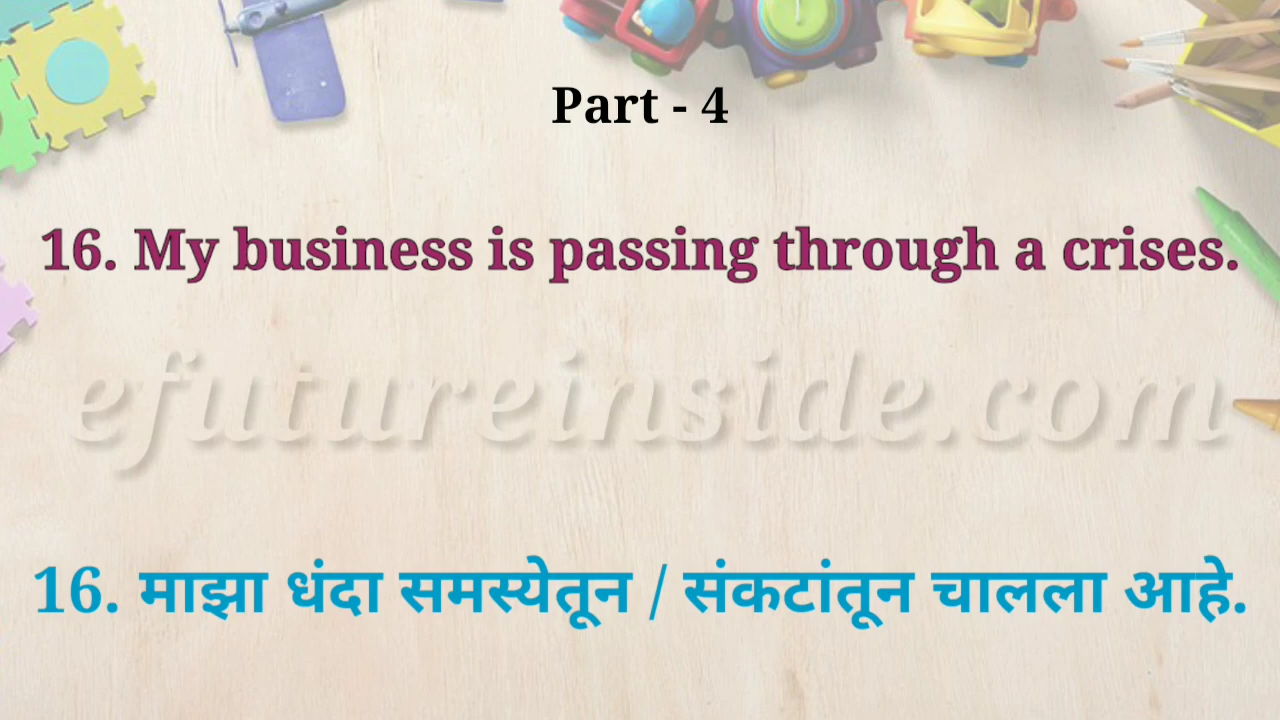 Part - 4
16. My business is passing through a crises.
efutureinside.com
16. माझा धंदा समस्येतून / संकटांतून चालला आहे.